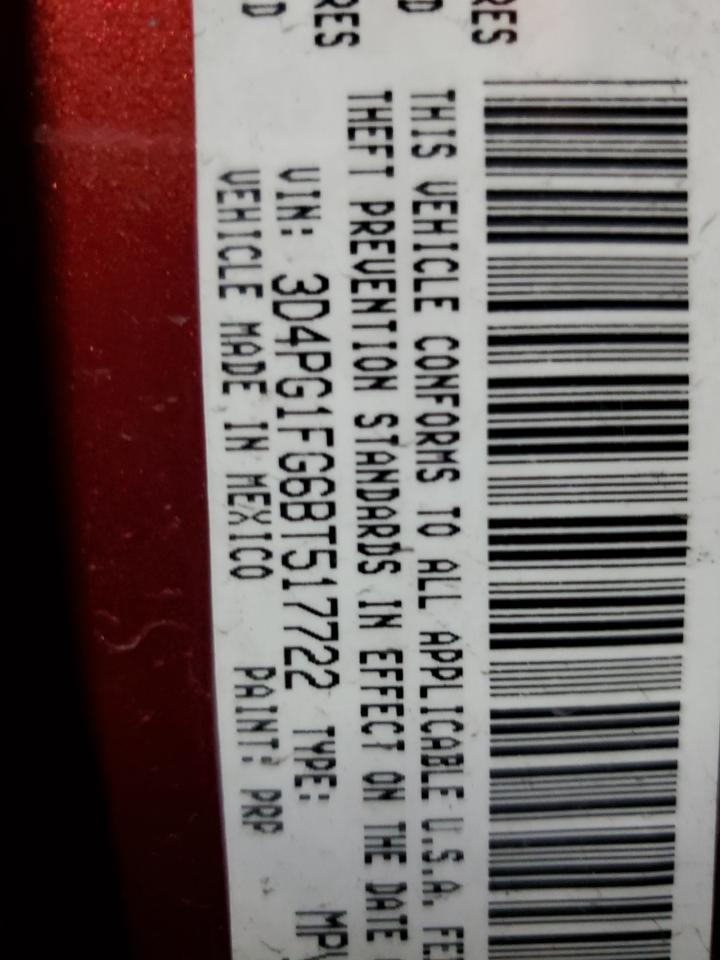 THIS VEHICLE CONFORMS TO ALL APPLICABLE U.S.A.
THEFT PREVENTION STANDARDS IN EFFECT ON THE DATE
VIN: 3D4PG1FG6BT517722 TYPE: MPV
VEHICLE MADE IN MEXICO PAINT: PRP